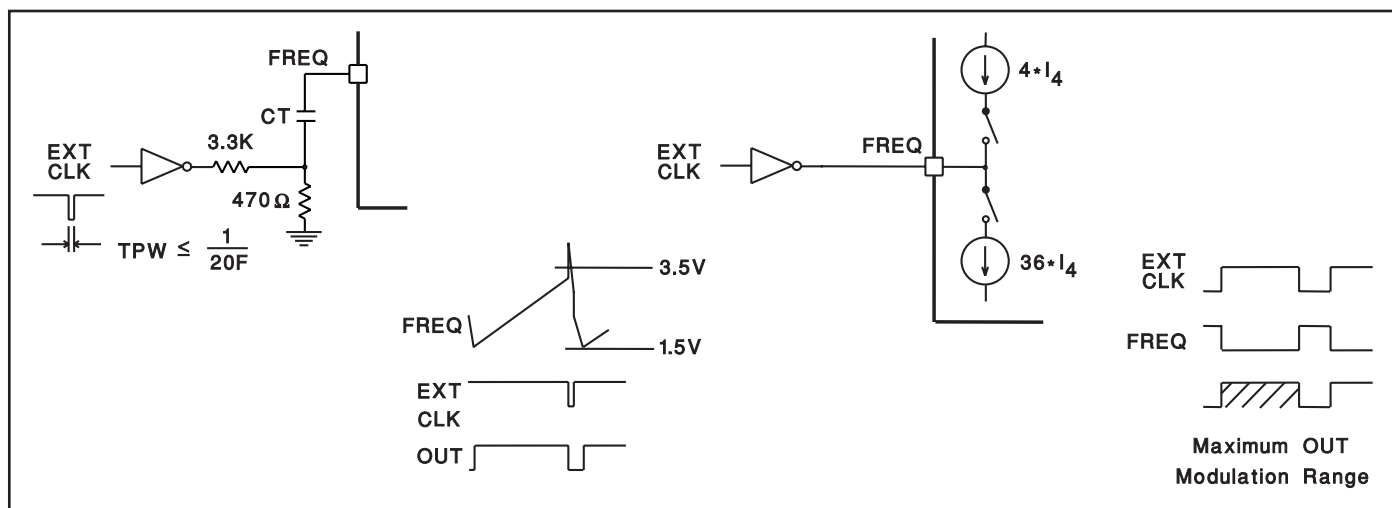 FREQ
CT
3.3K
EXT
CLK
470 Ω
TPW ≤ 1/20F
3.5V
FREQ
1.5V
EXT
CLK
OUT
4*I4
FREQ
EXT
CLK
36*I4
EXT
CLK
FREQ
Maximum OUT
Modulation Range